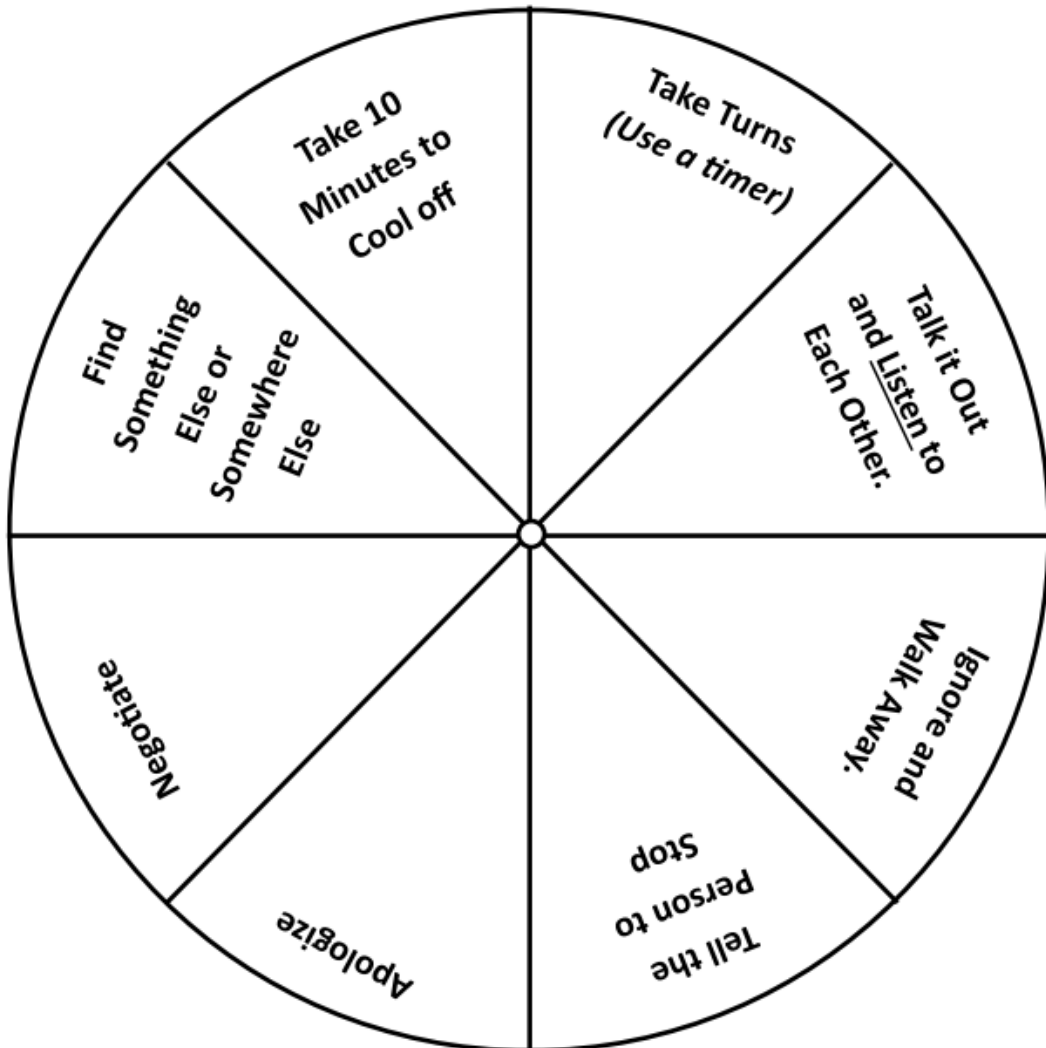 Take Turns
(Use a timer)
Talk it Out
and Listen to
Each Other.
Ignore and
Walk Away.
Tell the
Person to
Stop
Apologize
Negotiate
Find
Something
Else or
Somewhere
Else
Take 10
Minutes to
Cool off